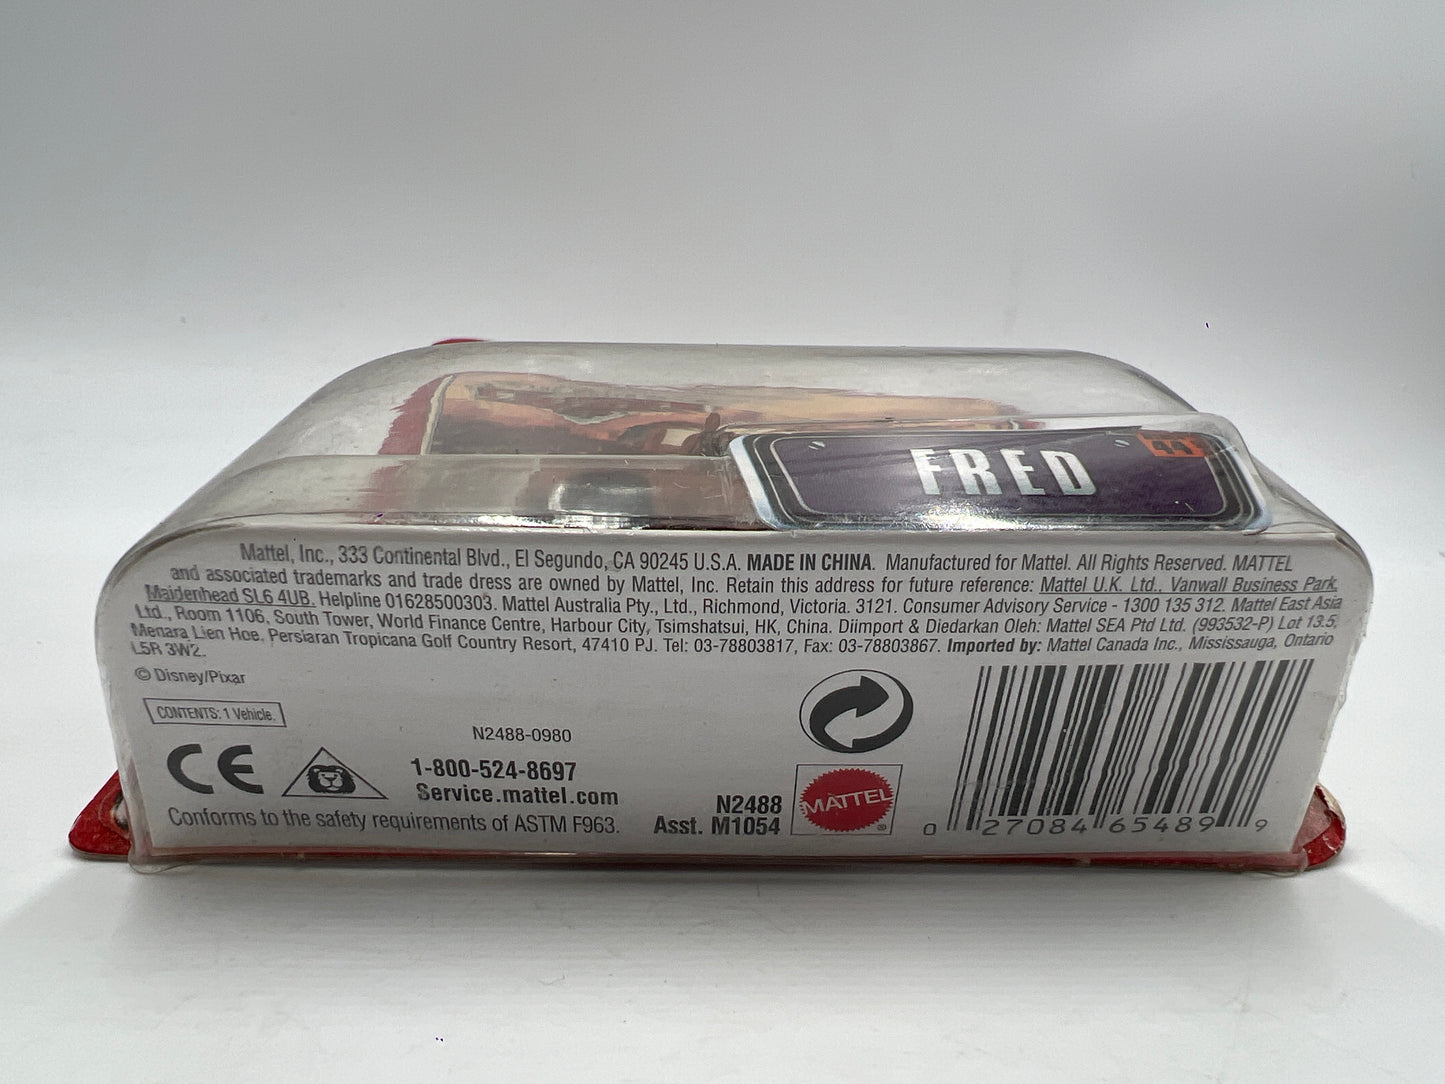 FRED
44
Mattel, Inc., 333 Continental Blvd., El Segundo, CA 90245 U.S.A. MADE IN CHINA. Manufactured for Mattel. All Rights Reserved. MATTEL
and associated trademarks and trade dress are owned by Mattel, Inc. Retain this address for future reference: Mattel U.K. Ltd., Vanwall Business Park,
Maidenhead SL6 4UB. Helpline 01628500303. Mattel Australia Pty., Ltd., Richmond, Victoria. 3121. Consumer Advisory Service - 1300 135 312. Mattel East Asia
Ltd., Room 1106, South Tower, World Finance Centre, Harbour City, Tsimshatsui, HK, China. Diimport & Diedarkan Oleh: Mattel SEA Ptd Ltd. (993532-P) Lot 13.5,
Menara Lien Hoe, Persiaran Tropicana Golf Country Resort, 47410 PJ. Tel: 03-78803817, Fax: 03-78803867. Imported by: Mattel Canada Inc., Mississauga, Ontario
L5R 3W2.
© Disney/Pixar
CONTENTS: 1 Vehicle.
N2488-0980
CE
1-800-524-8697
Service.mattel.com
Conforms to the safety requirements of ASTM F963.
N2488
Asst. M1054
MATTEL ®
0 27084 65489 9